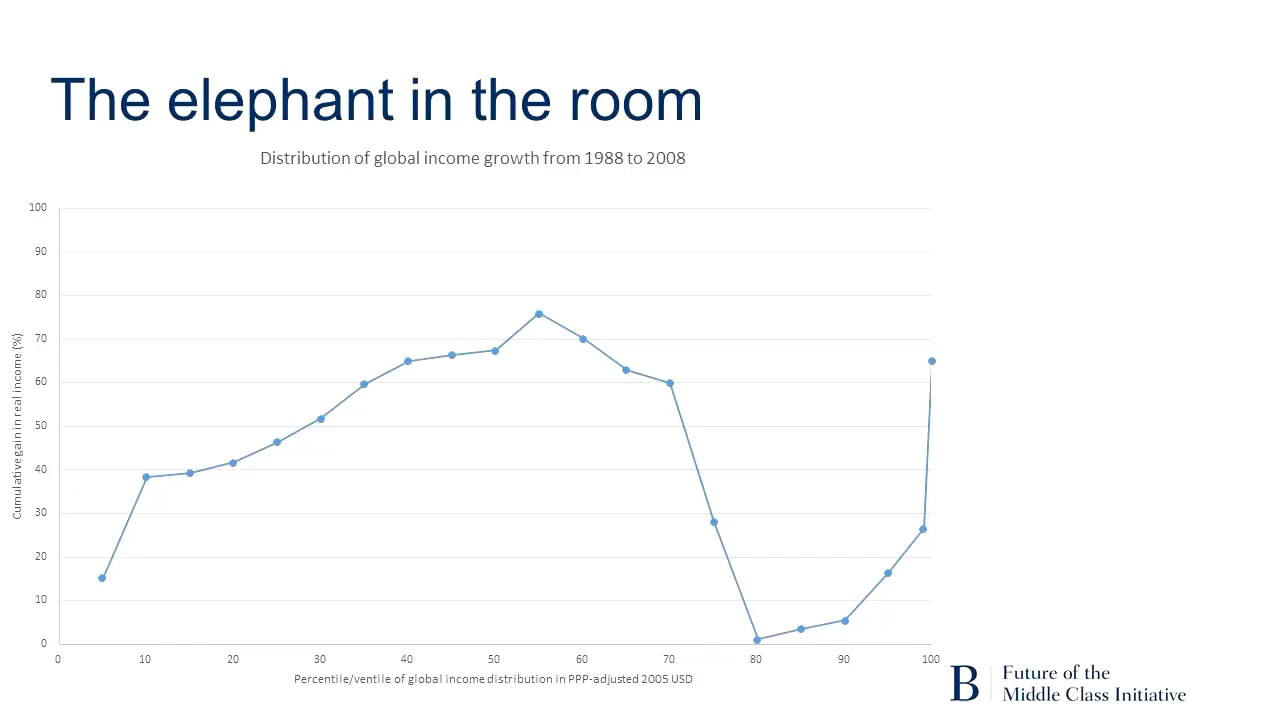 The elephant in the room
Distribution of global income growth from 1988 to 2008
100
90
80
70
60
50
40
30
20
10
0
Cumulative gain in real income (%)
0 10 20 30 40 50 60 70 80 90 100
Percentile/ventile of global income distribution in PPP-adjusted 2005 USD
B
Future of the
Middle Class Initiative